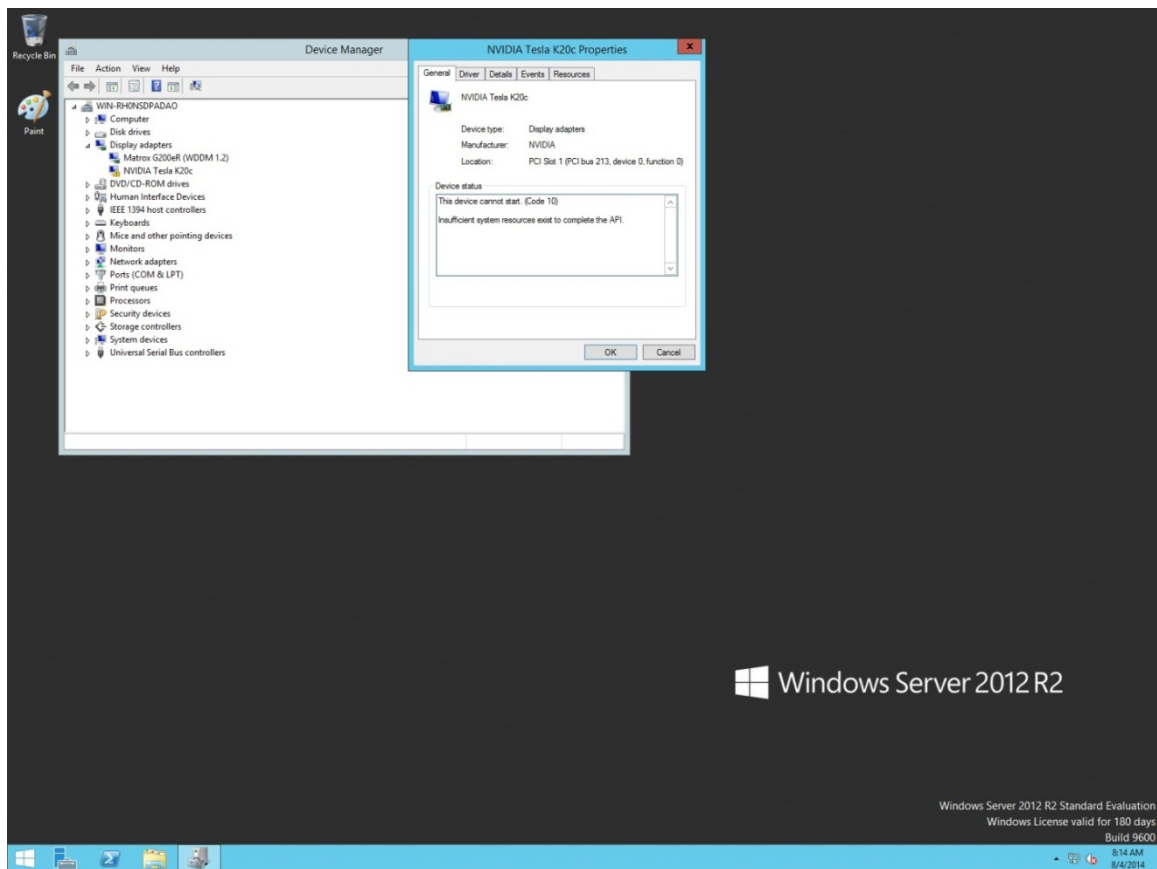 Recycle Bin
Paint
Device Manager
File Action View Help
WIN-RH0NSDPADAO
Computer
Disk drives
Display adapters
Matrox G200eR (WDDM 1.2)
NVIDIA Tesla K20c
DVD/CD-ROM drives
Human Interface Devices
IEEE 1394 host controllers
Keyboards
Mice and other pointing devices
Monitors
Network adapters
Ports (COM & LPT)
Print queues
Processors
Security devices
Storage controllers
System devices
Universal Serial Bus controllers
NVIDIA Tesla K20c Properties
x
General Driver Details Events Resources
NVIDIA Tesla K20c
Device type: Display adapters
Manufacturer: NVIDIA
Location: PCI Slot 1 (PCI bus 213, device 0, function 0)
Device status
This device cannot start. (Code 10)
Insufficient system resources exist to complete the API.
OK Cancel
Windows Server 2012 R2
Windows Server 2012 R2 Standard Evaluation
Windows License valid for 180 days
Build 9600
8:14 AM
8/4/2014